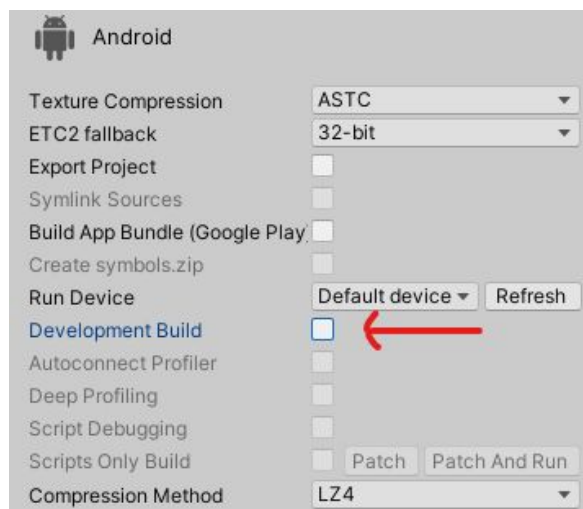 Android
Texture Compression ASTC
ETC2 fallback 32-bit
Export Project
Symlink Sources
Build App Bundle (Google Play)
Create symbols.zip
Run Device Default device Refresh
Development Build
Autoconnect Profiler
Deep Profiling
Script Debugging
Scripts Only Build Patch Patch And Run
Compression Method LZ4